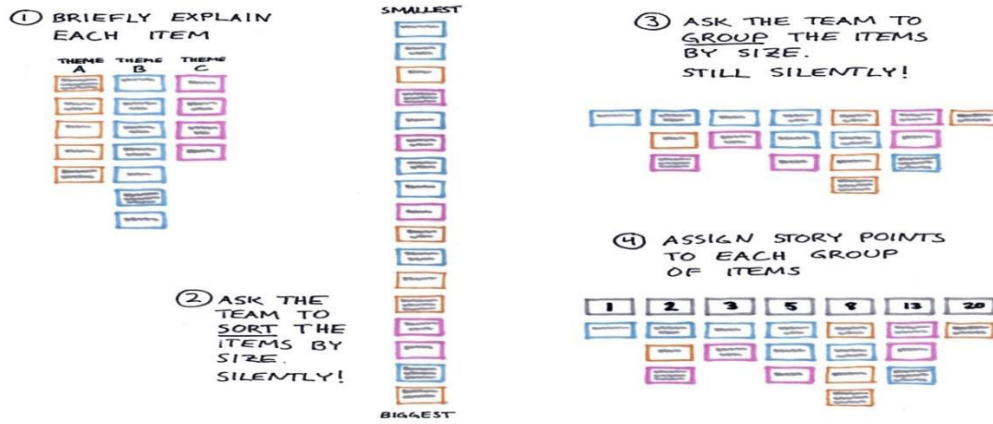 ① BRIEFLY EXPLAIN
EACH ITEM
THEME A
THEME B
THEME C
SMALLEST
BIGGEST
② ASK THE
TEAM TO
SORT THE
ITEMS BY
SIZE.
SILENTLY!
③ ASK THE TEAM TO
GROUP THE ITEMS
BY SIZE.
STILL SILENTLY!
④ ASSIGN STORY POINTS
TO EACH GROUP
OF ITEMS
1 2 3 5 8 13 20